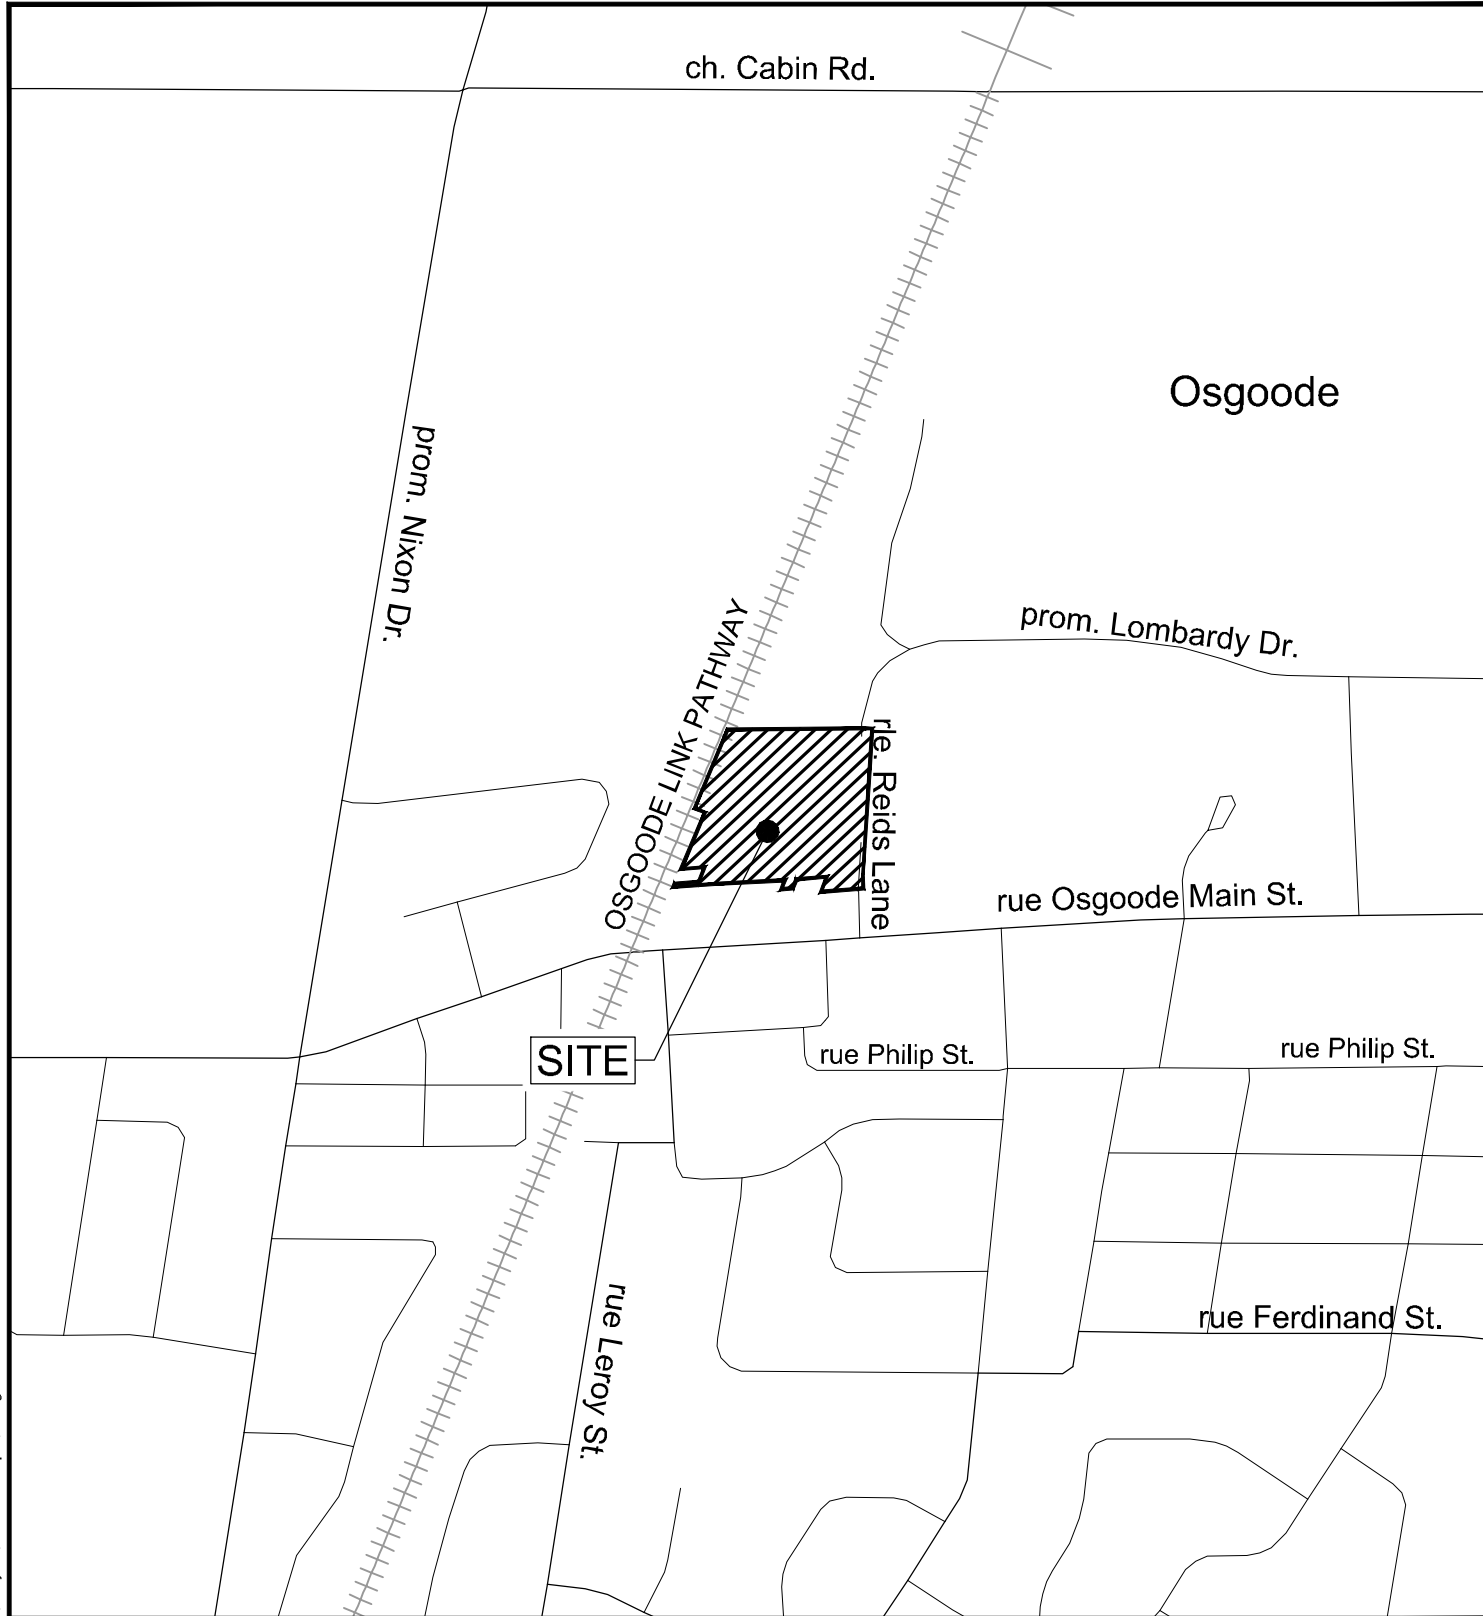 ch. Cabin Rd.
Osgoode
prom. Nixon Dr.
OSGOODE LINK PATHWAY
prom. Lombardy Dr.
rle. Reids Lane
rue Osgoode Main St.
SITE
rue Philip St.
rue Philip St.
rue Ferdinand St.
rue Leroy St.